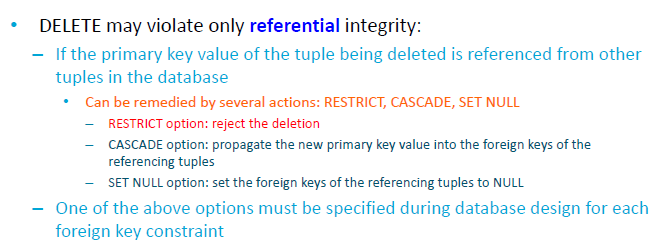 • DELETE may violate only referential integrity:
– If the primary key value of the tuple being deleted is referenced from other
tuples in the database
• Can be remedied by several actions: RESTRICT, CASCADE, SET NULL
– RESTRICT option: reject the deletion
– CASCADE option: propagate the new primary key value into the foreign keys of the
referencing tuples
– SET NULL option: set the foreign keys of the referencing tuples to NULL
– One of the above options must be specified during database design for each
foreign key constraint